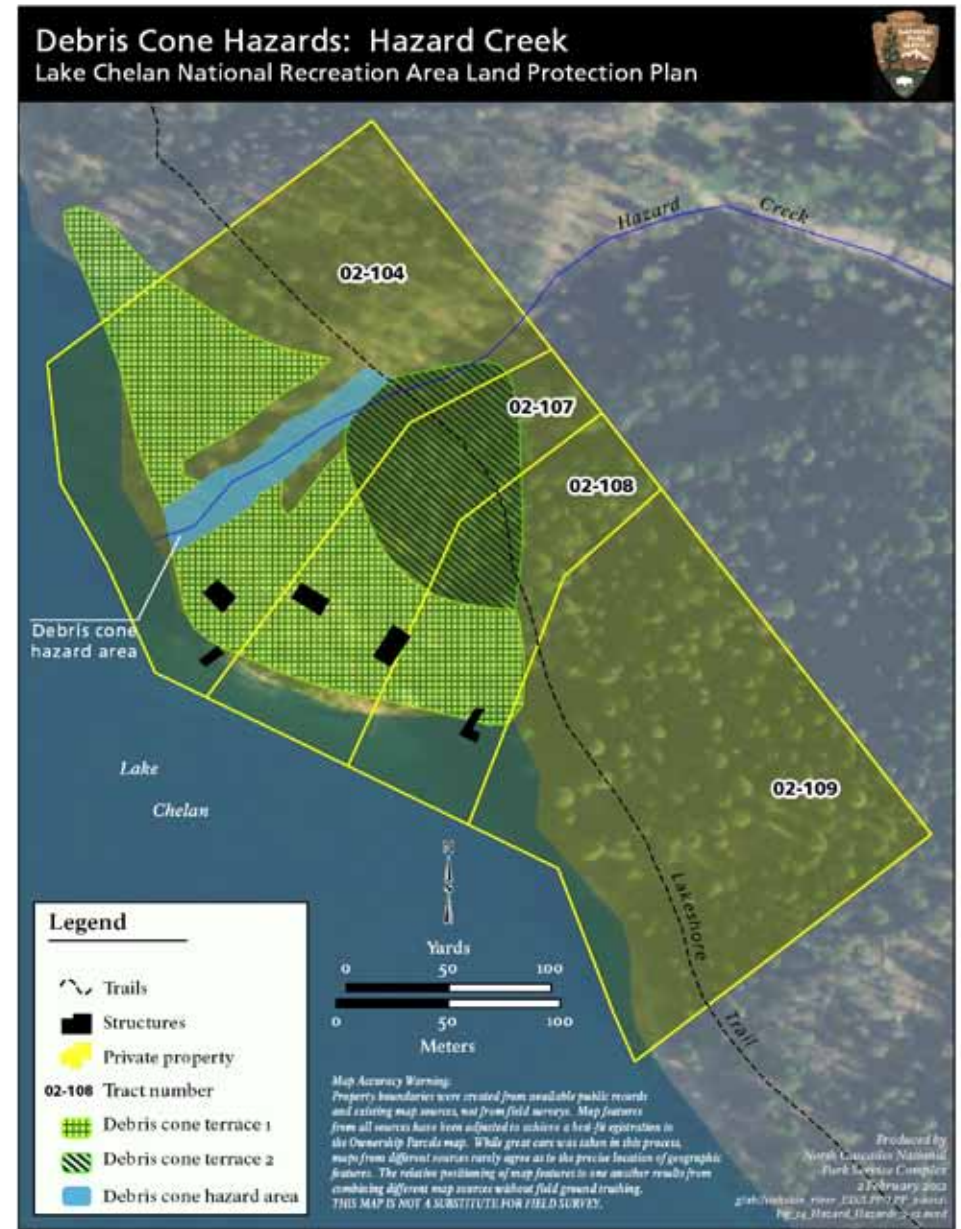 Debris Cone Hazards: Hazard Creek
Lake Chelan National Recreation Area Land Protection Plan
NATIONAL
PARK
SERVICE
Hazard Creek
02-104
02-107
02-108
02-109
Debris cone
hazard area
Lake
Chelan
Lakeshore Trail
N
Legend
Trails
Structures
Private property
02-108 Tract number
Debris cone terrace 1
Debris cone terrace 2
Debris cone hazard area
Yards
0 50 100
0 50 100
Meters
Map Accuracy Warning:
Property boundaries were created from available public records
and existing map sources, not from field surveys. Map features
from all sources have been adjusted to achieve a best-fit egistration to
the Ownership Parcels map. While great care was taken in this process,
maps from different sources rarely agree as to the precise location of geographic
features. The relative positioning of map features to one another results from
combining different map sources without field ground truthing.
THIS MAP IS NOT A SUBSTITUTE FOR FIELD SURVEY.
Produced by
North Cascades National
Park Service Complex
2 February 2012